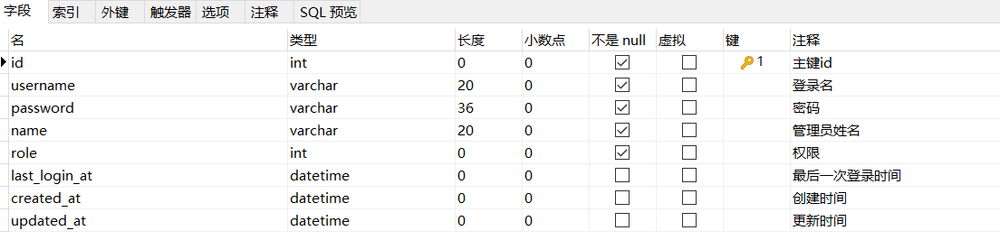 字段 索引 外键 触发器 选项 注释 SQL 预览
名 类型 长度 小数点 不是 null 虚拟 键 注释
id int 0 0 1 主键id
username varchar 20 0 登录名
password varchar 36 0 密码
name varchar 20 0 管理员姓名
role int 0 0 权限
last_login_at datetime 0 0 最后一次登录时间
created_at datetime 0 0 创建时间
updated_at datetime 0 0 更新时间